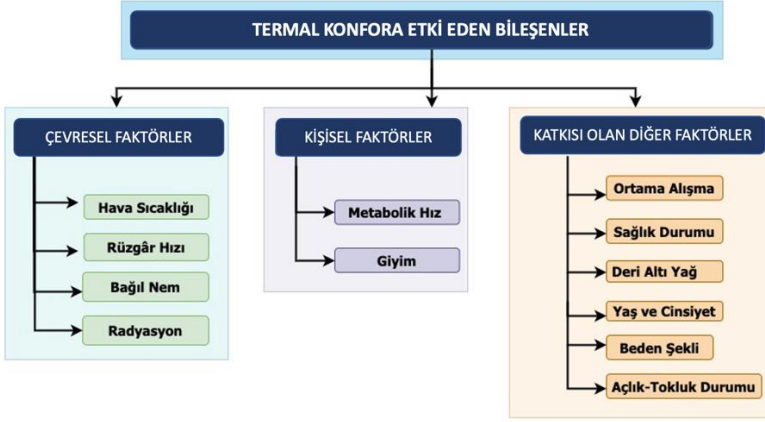 TERMAL KONFORA ETKİ EDEN BİLEŞENLER
ÇEVRESEL FAKTÖRLER
Hava Sıcaklığı
Rüzgâr Hızı
Bağıl Nem
Radyasyon
KİŞİSEL FAKTÖRLER
Metabolik Hız
Giyim
KATKISI OLAN DİĞER FAKTÖRLER
Ortama Alışma
Sağlık Durumu
Deri Altı Yağ
Yaş ve Cinsiyet
Beden Şekli
Açlık-Tokluk Durumu